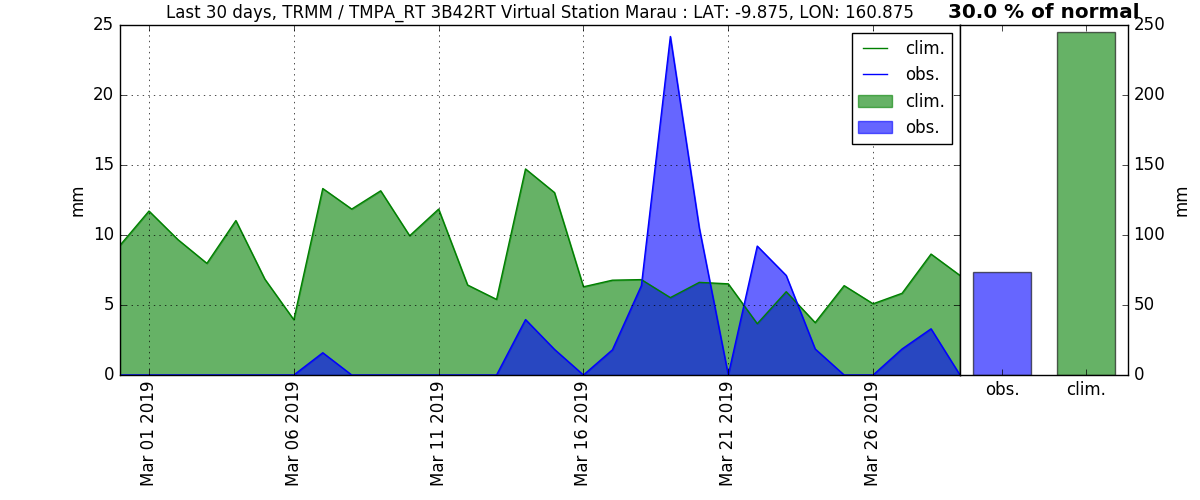 Last 30 days, TRMM / TMPA_RT 3B42RT Virtual Station Marau : LAT: -9.875, LON: 160.875
30.0 % of normal
25
20
15
10
5
0
mm
clim.
obs.
clim.
obs.
250
200
150
100
50
0
mm
Mar 01 2019
Mar 06 2019
Mar 11 2019
Mar 16 2019
Mar 21 2019
Mar 26 2019
obs.
clim.